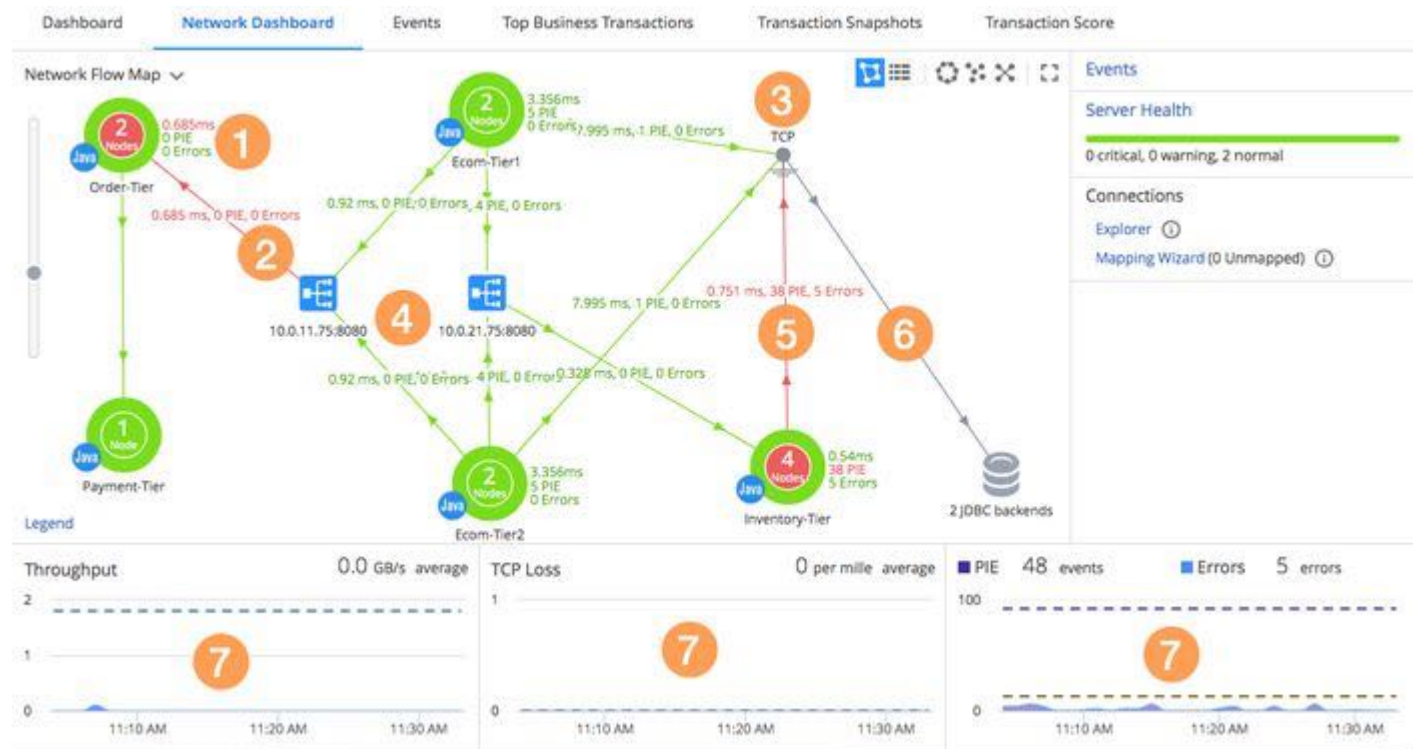 Dashboard Network Dashboard Events Top Business Transactions Transaction Snapshots Transaction Score
Network Flow Map
Events
Server Health
0 critical, 0 warning, 2 normal
Connections
Explorer
Mapping Wizard (0 Unmapped)
2
Nodes
Java
0.685ms
0 PIE
0 Errors
Order-Tier
1
2
Nodes
Java
3.356ms
5 PIE
0 Errors
Ecom-Tier1
7.995 ms, 1 PIE, 0 Errors
3
TCP
0.685 ms, 0 PIE, 0 Errors
2
0.92 ms, 0 PIE, 0 Errors
4 PIE, 0 Errors
10.0.11.75:8080
4
10.0.21.75:8080
7.995 ms, 1 PIE, 0 Errors
0.751 ms, 38 PIE, 5 Errors
5
6
0.92 ms, 0 PIE, 0 Errors
4 PIE, 0 Errors
0.328 ms, 0 PIE, 0 Errors
1
Node
Java
Payment-Tier
2
Nodes
Java
3.356ms
5 PIE
0 Errors
Ecom-Tier2
4
Nodes
Java
0.54ms
38 PIE
5 Errors
Inventory-Tier
2 JDBC backends
Legend
Throughput 0.0 GB/s average
2
1
0
7
11:10 AM 11:20 AM 11:30 AM
TCP Loss 0 per mille average
1
0
7
11:10 AM 11:20 AM 11:30 AM
PIE 48 events Errors 5 errors
100
0
7
11:10 AM 11:20 AM 11:30 AM